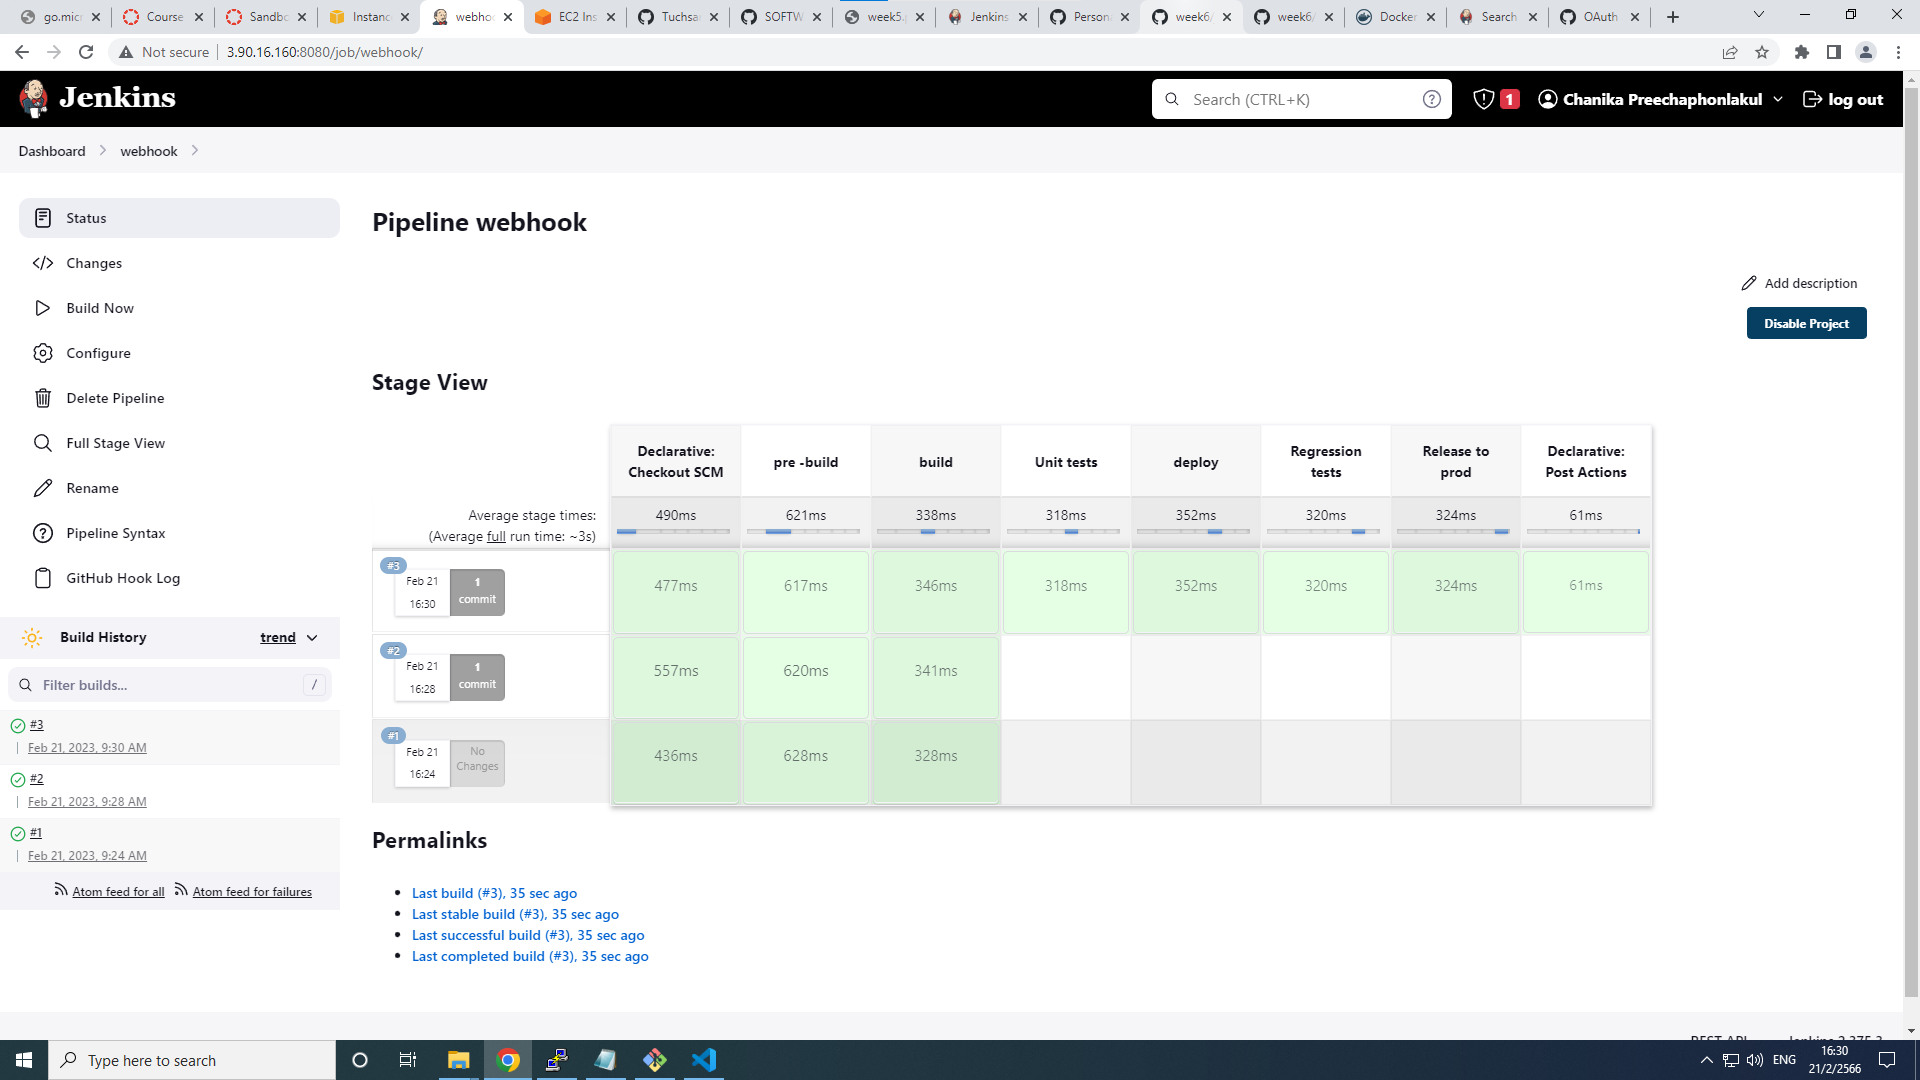 go.micr
Course
Sandbo
Instanc
webhoo
EC2 Ins
Tuchsa
SOFTW
week5.
Jenkins
Person
week6/
week6/
Docker
Search
OAuth
Not secure
3.90.16.160:8080/job/webhook/
Jenkins
Search (CTRL+K)
1
Chanika Preechaphonlakul
log out
Dashboard
webhook
Status
Changes
Build Now
Configure
Delete Pipeline
Full Stage View
Rename
Pipeline Syntax
GitHub Hook Log
Build History
trend
Filter builds...
/
#3
Feb 21, 2023, 9:30 AM
#2
Feb 21, 2023, 9:28 AM
#1
Feb 21, 2023, 9:24 AM
Atom feed for all
Atom feed for failures
Pipeline webhook
Add description
Disable Project
Stage View
Declarative:
Checkout SCM
pre -build
build
Unit tests
deploy
Regression
tests
Release to
prod
Declarative:
Post Actions
Average stage times:
(Average full run time: ~3s)
490ms
621ms
338ms
318ms
352ms
320ms
324ms
61ms
#3
Feb 21
16:30
1
commit
477ms
617ms
346ms
318ms
352ms
320ms
324ms
61ms
#2
Feb 21
16:28
1
commit
557ms
620ms
341ms
#1
Feb 21
16:24
No
Changes
436ms
628ms
328ms
Permalinks
Last build (#3), 35 sec ago
Last stable build (#3), 35 sec ago
Last successful build (#3), 35 sec ago
Last completed build (#3), 35 sec ago
REST API
Jenkins 2.375.3
Type here to search
ENG
16:30
21/2/2566